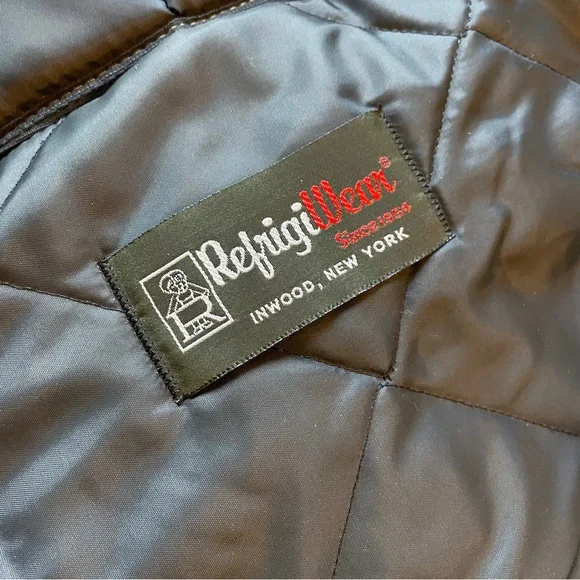 RefrigiWear®
Since 1954
INWOOD, NEW YORK